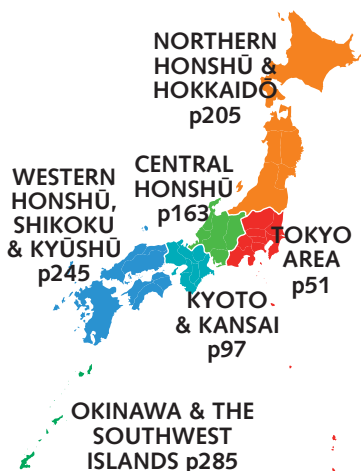 NORTHERN
HONSHŪ &
HOKKAIDŌ
p205
CENTRAL
HONSHŪ
p163
WESTERN
HONSHŪ,
SHIKOKU
& KYŪSHŪ
p245
TOKYO
AREA
p51
KYOTO
& KANSAI
p97
OKINAWA & THE
SOUTHWEST
ISLANDS p285